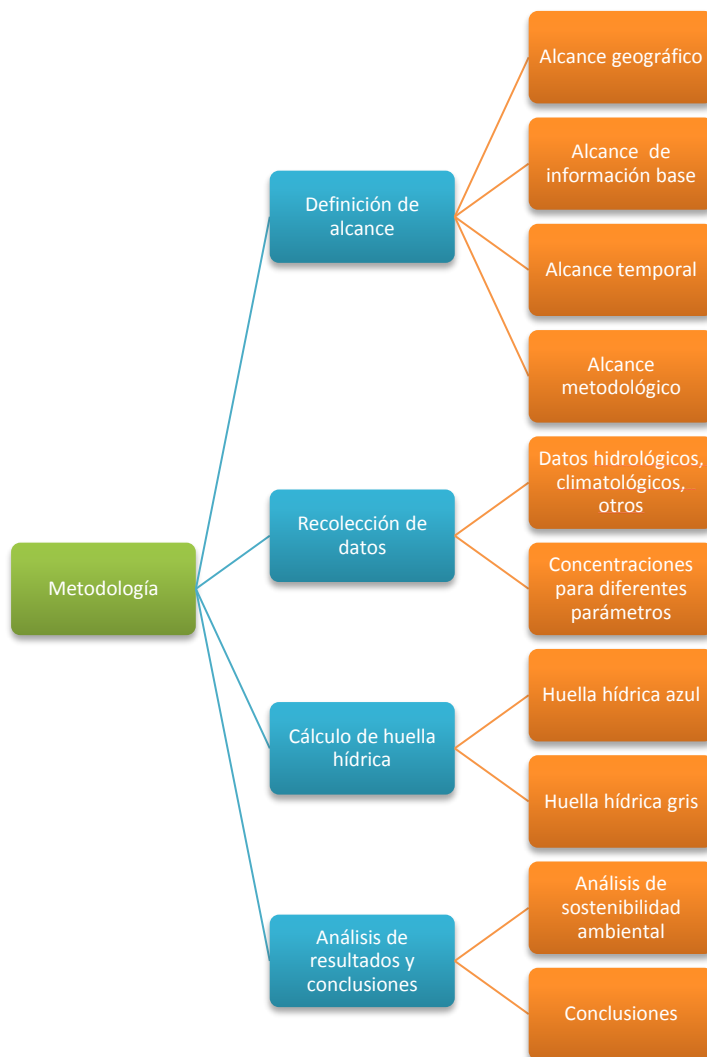 Metodología
Definición de
alcance
Alcance geográfico
Alcance de
información base
Alcance temporal
Alcance
metodológico
Recolección de
datos
Datos hidrológicos,
climatológicos,
otros
Concentraciones
para diferentes
parámetros
Cálculo de huella
hídrica
Huella hídrica azul
Huella hídrica gris
Análisis de
resultados y
conclusiones
Análisis de
sostenibilidad
ambiental
Conclusiones